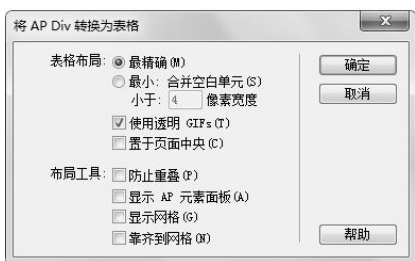 将 AP Div 转换为表格
表格布局: 最精确(M)
最小: 合并空白单元(S)
小于: 4 像素宽度
使用透明 GIFs(T)
置于页面中央(C)
布局工具: 防止重叠(P)
显示 AP 元素面板(A)
显示网格(G)
靠齐到网格(N)
确定
取消
帮助